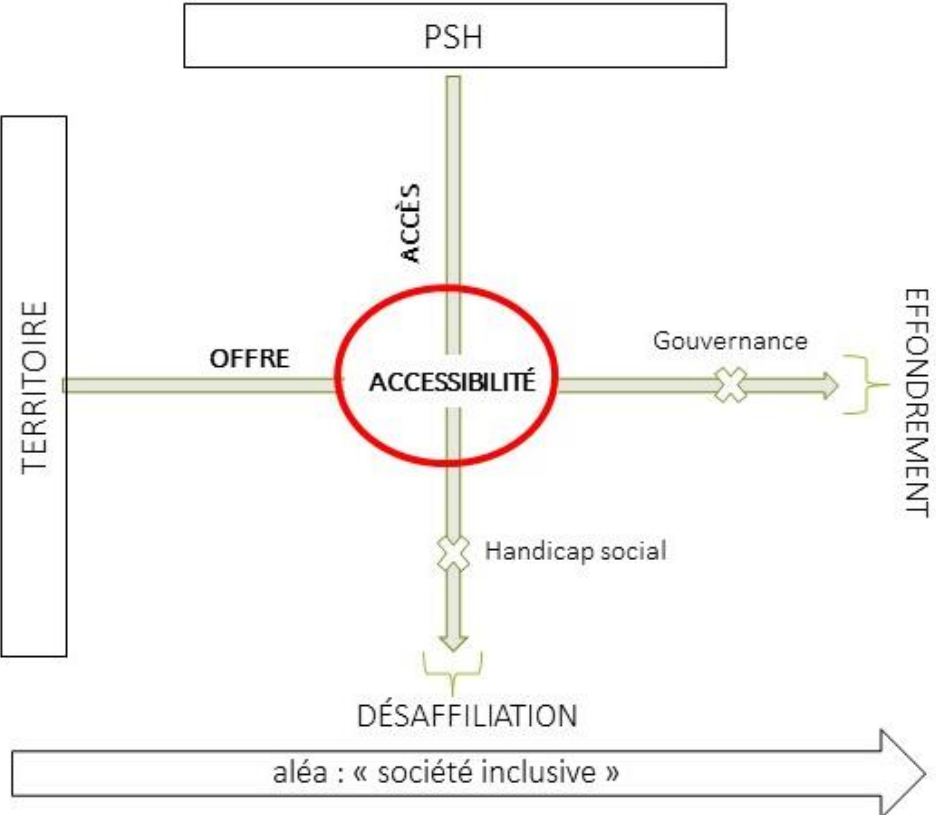 PSH
ACCÈS
TERRITOIRE
OFFRE
ACCESSIBILITÉ
Gouvernance
EFFONDREMENT
Handicap social
DÉSAFFILIATION
aléa : « société inclusive »